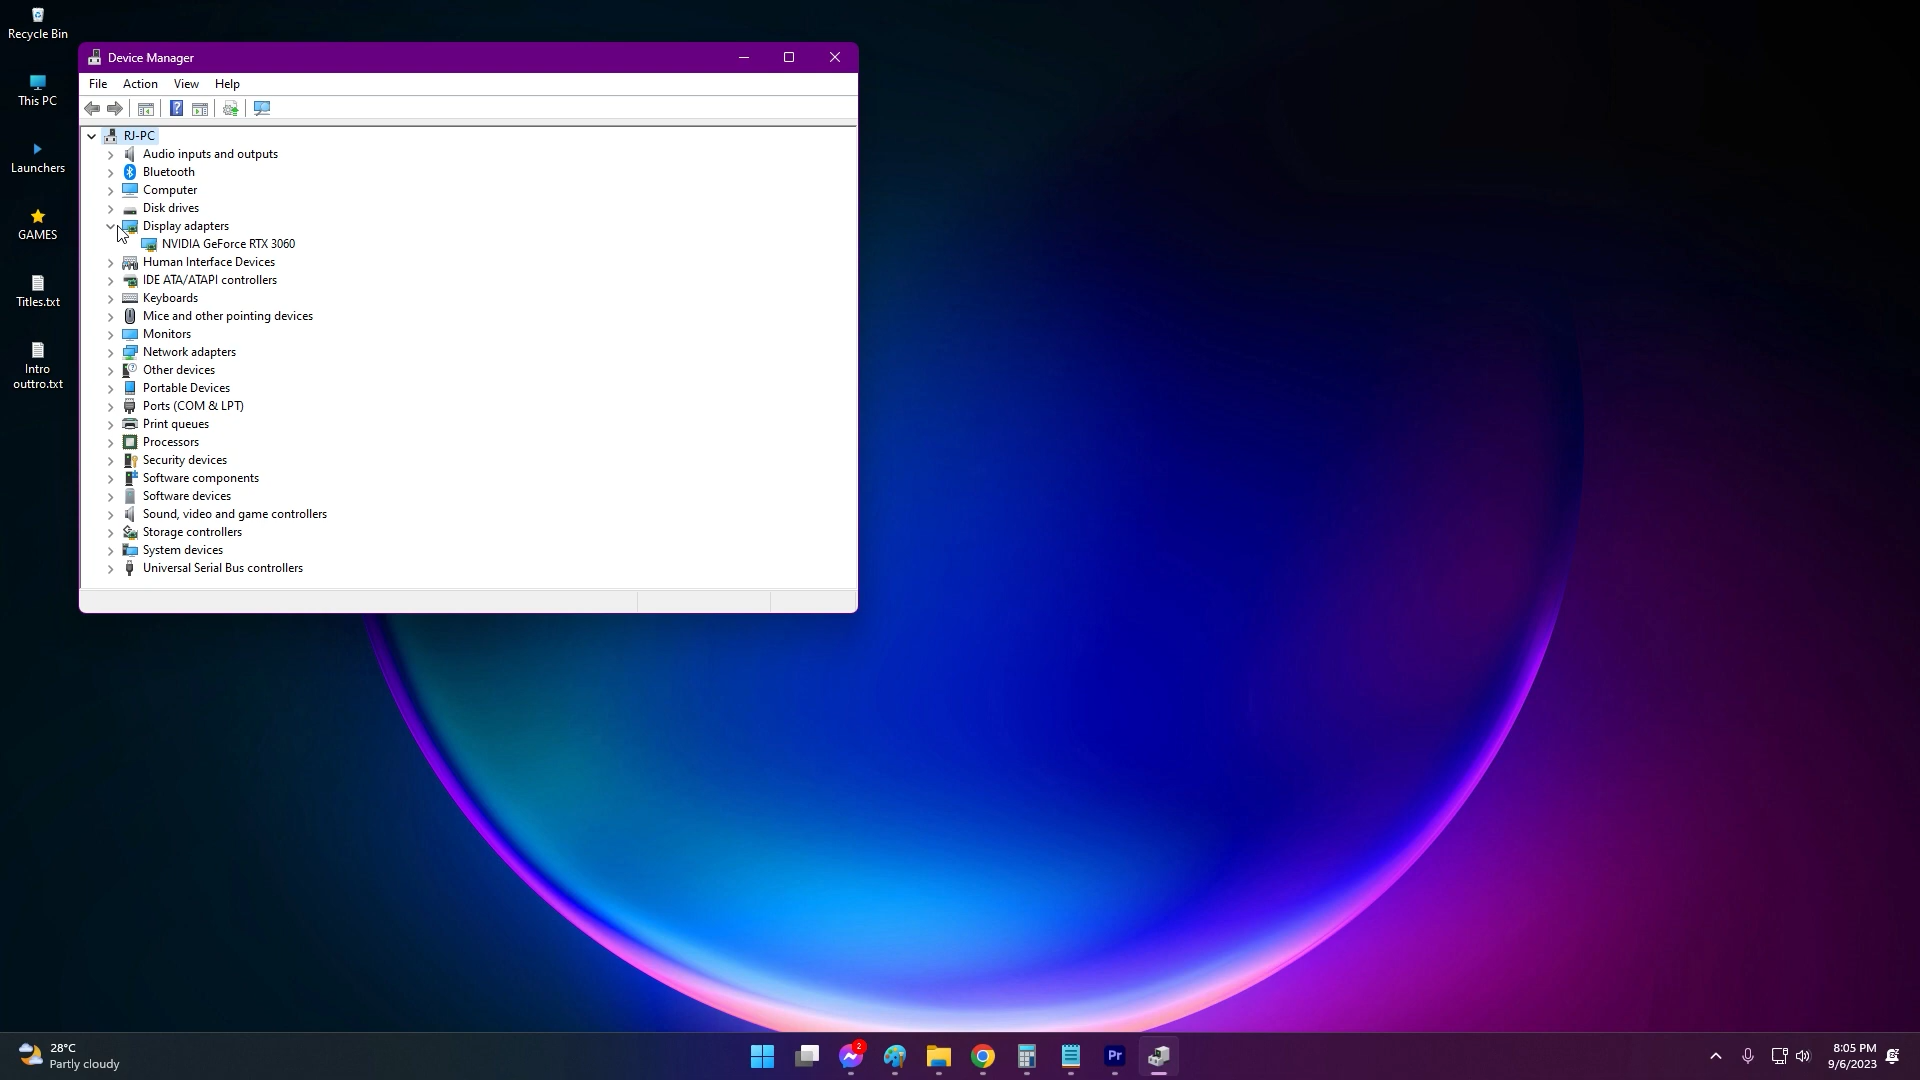 Recycle Bin
This PC
Launchers
GAMES
Titles.txt
Intro
outtro.txt
Device Manager
File Action View Help
?
RJ-PC
Audio inputs and outputs
Bluetooth
Computer
Disk drives
Display adapters
NVIDIA GeForce RTX 3060
Human Interface Devices
IDE ATA/ATAPI controllers
Keyboards
Mice and other pointing devices
Monitors
Network adapters
Other devices
Portable Devices
Ports (COM & LPT)
Print queues
Processors
Security devices
Software components
Software devices
Sound, video and game controllers
Storage controllers
System devices
Universal Serial Bus controllers
28°C
Partly cloudy
2
Pr
8:05 PM
9/6/2023